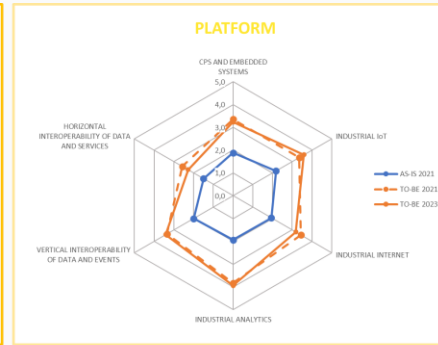 PLATFORM
CPS AND EMBEDDED
SYSTEMS
5,0
4,0
3,0
2,0
1,0
0,0
HORIZONTAL
INTEROPERABILITY OF DATA
AND SERVICES
INDUSTRIAL IoT
AS-IS 2021
TO-BE 2021
TO-BE 2023
VERTICAL INTEROPERABILITY
OF DATA AND EVENTS
INDUSTRIAL INTERNET
INDUSTRIAL ANALYTICS